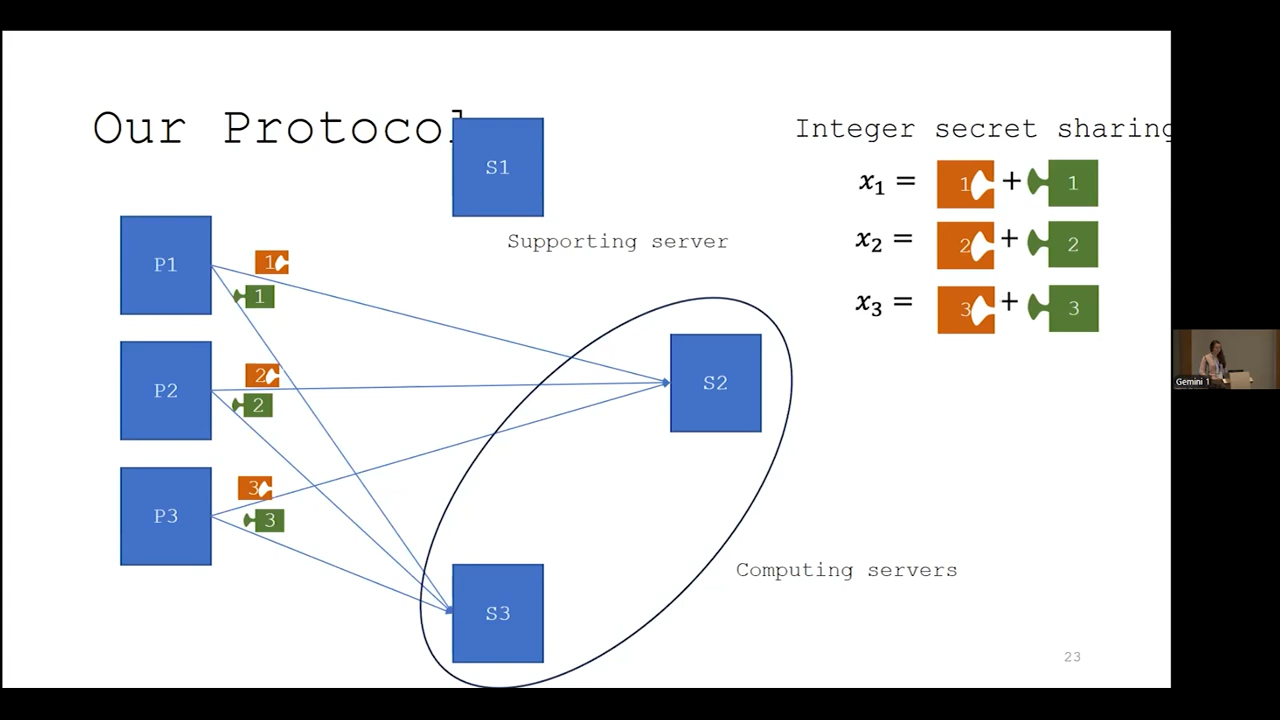 Our Protocol
S1
Supporting server
Integer secret sharing
x₁ = 1 + 1
x₂ = 2 + 2
x₃ = 3 + 3
P1
1
1
P2
2
2
P3
3
3
S2
S3
Computing servers
23
Gemini 1